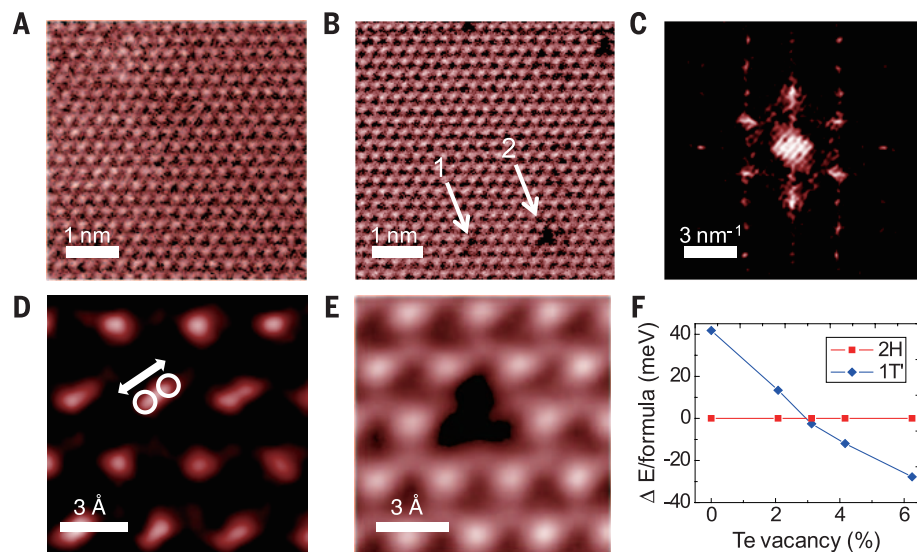 A
1 nm
B
1
2
1 nm
C
3 nm⁻¹
D
3 Å
E
3 Å
F
Δ E/formula (meV)
40
20
0
-20
-40
2H
1T'
0 2 4 6
Te vacancy (%)